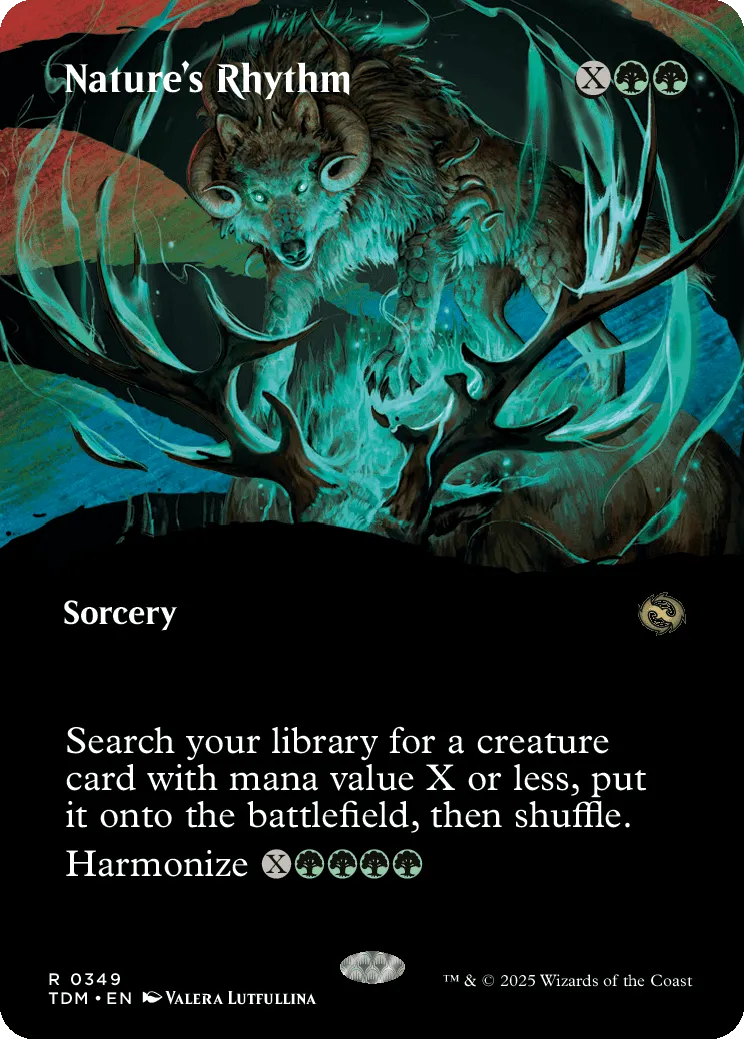 Nature's Rhythm X
Sorcery
Search your library for a creature
card with mana value X or less, put
it onto the battlefield, then shuffle.
Harmonize X
R 0349
TDM • EN Valera Lutfullina
™ & © 2025 Wizards of the Coast